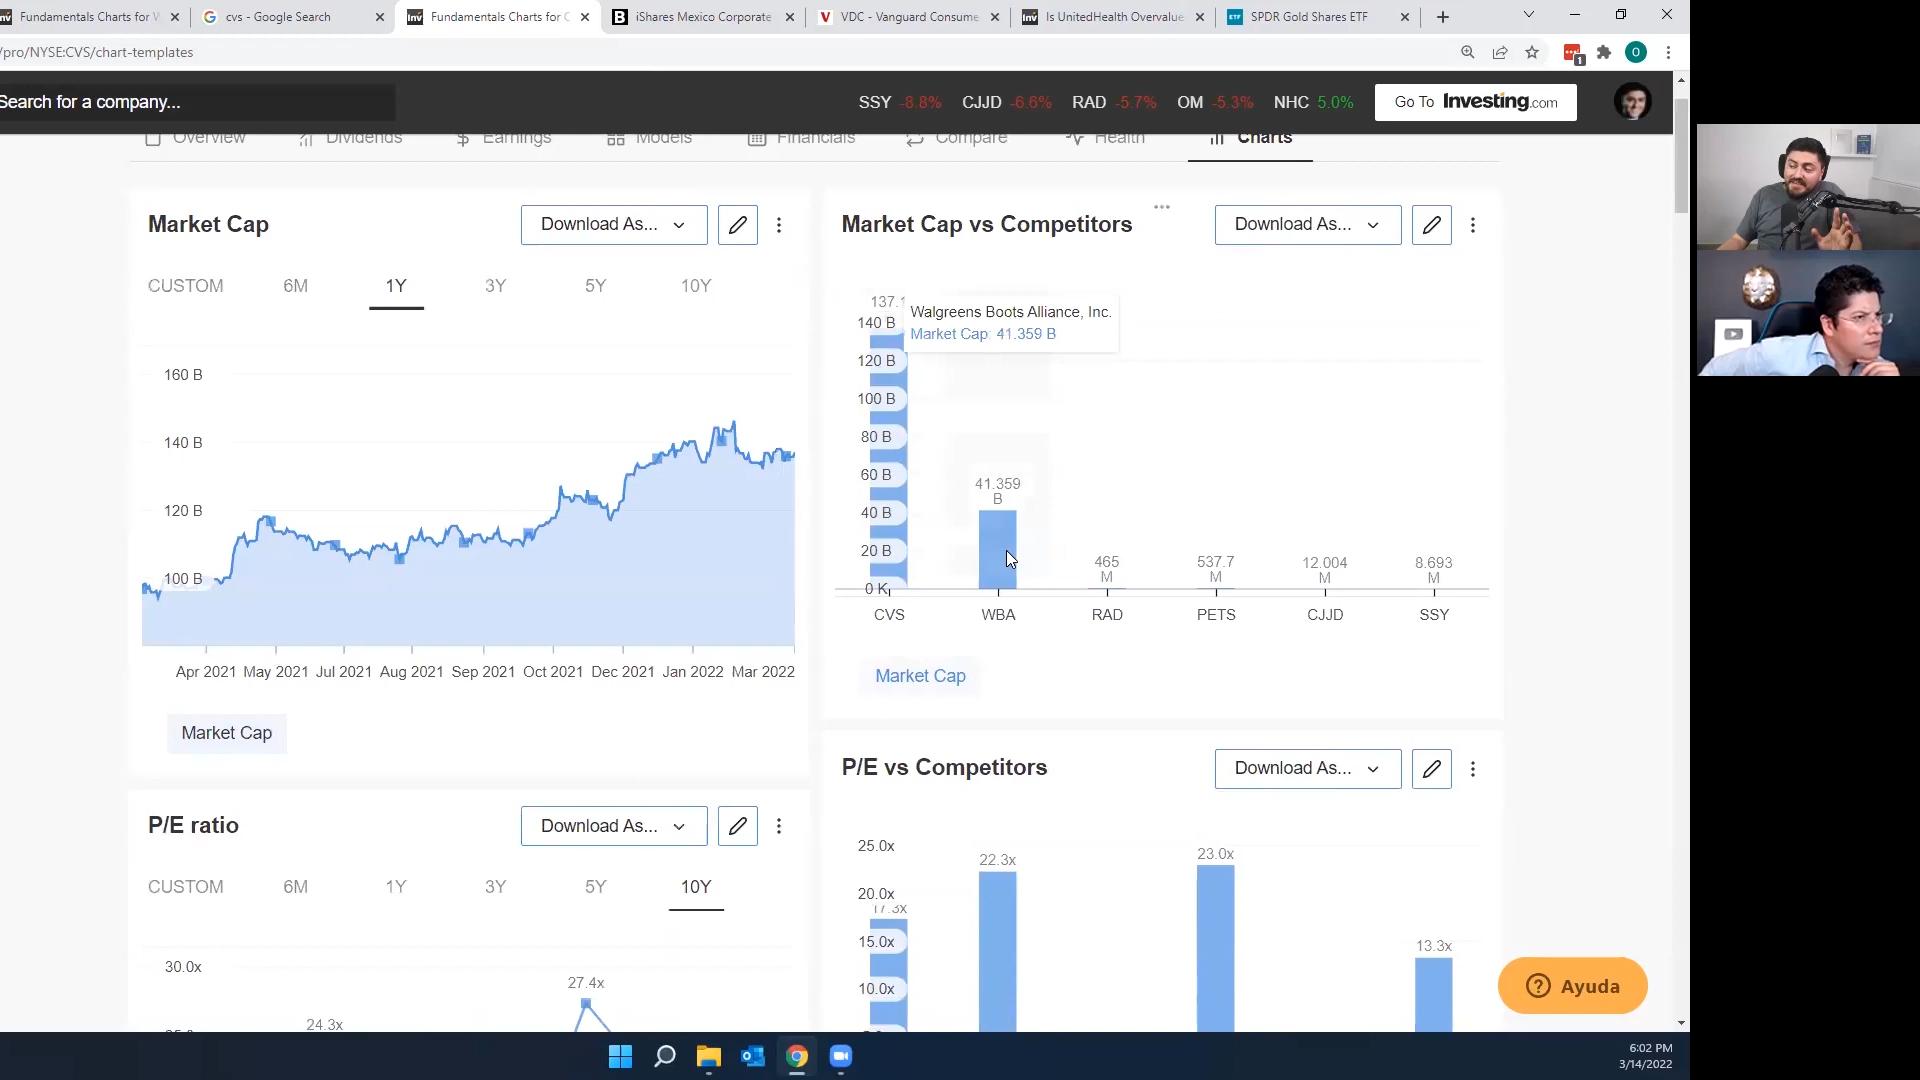 Fundamentals Charts for W
cvs - Google Search
Fundamentals Charts for C
iShares Mexico Corporate
VDC - Vanguard Consume
Is UnitedHealth Overvalue
SPDR Gold Shares ETF
/pro/NYSE:CVS/chart-templates
1
O
Search for a company...
SSY -8.8% CJJD -6.6% RAD -5.7% OM -5.3% NHC 5.0%
Go To Investing.com
Overview Dividends Earnings Models Financials Compare Health Charts
Market Cap
Download As...
CUSTOM 6M 1Y 3Y 5Y 10Y
160 B
140 B
120 B
100 B
Apr 2021 May 2021 Jul 2021 Aug 2021 Sep 2021 Oct 2021 Dec 2021 Jan 2022 Mar 2022
Market Cap
Market Cap vs Competitors
Download As...
Walgreens Boots Alliance, Inc.
Market Cap: 41.359 B
140 B
120 B
100 B
80 B
60 B
40 B
20 B
0 K
41.359
B
465
M
537.7
M
12.004
M
8.693
M
CVS WBA RAD PETS CJJD SSY
Market Cap
P/E ratio
Download As...
CUSTOM 6M 1Y 3Y 5Y 10Y
30.0x
27.4x
24.3x
P/E vs Competitors
Download As...
25.0x
20.0x
15.0x
10.0x
17.3x
22.3x
23.0x
13.3x
Ayuda
6:02 PM
3/14/2022